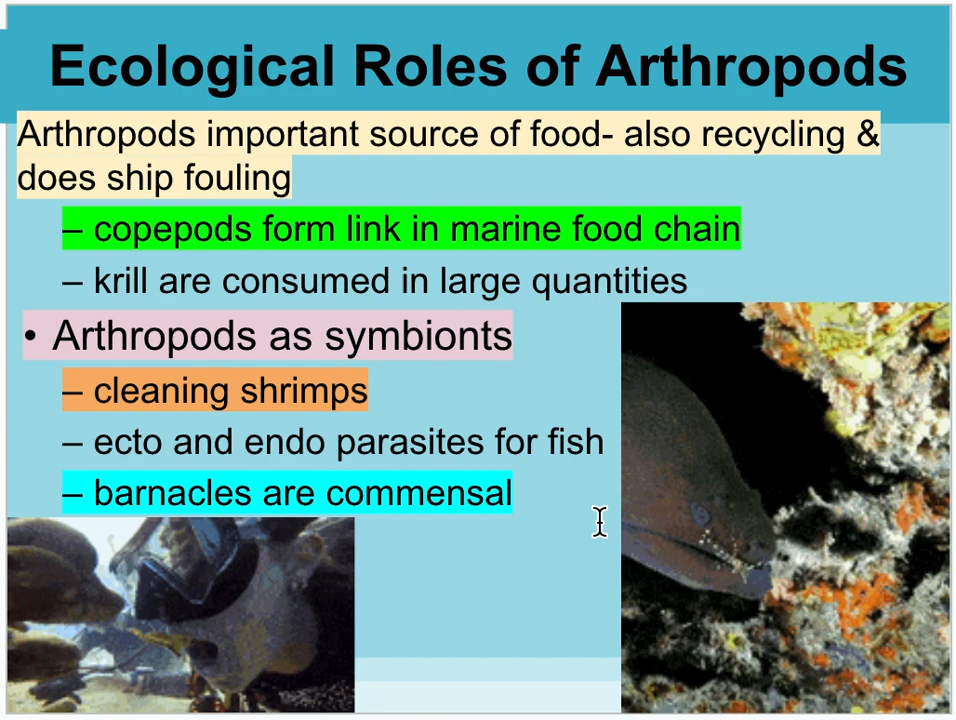 Ecological Roles of Arthropods
Arthropods important source of food- also recycling &
does ship fouling
– copepods form link in marine food chain
– krill are consumed in large quantities
• Arthropods as symbionts
– cleaning shrimps
– ecto and endo parasites for fish
– barnacles are commensal